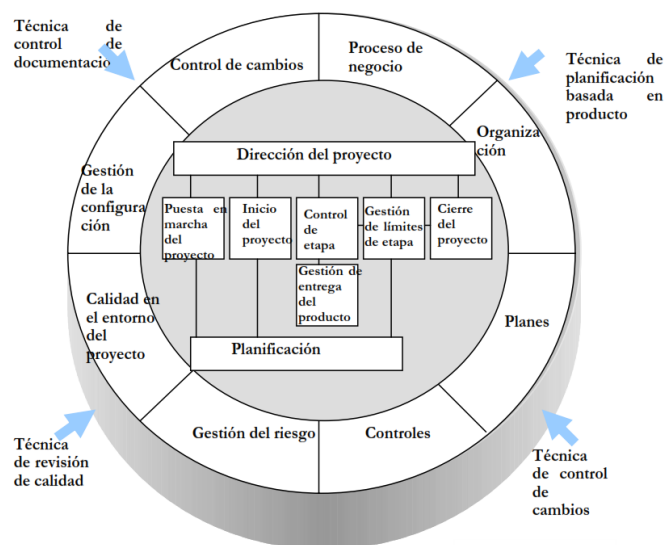 Técnica de
control de
documentació
Control de cambios
Proceso de
negocio
Técnica de
planificación
basada en
producto
Organiza
ción
Dirección del proyecto
Gestión
de la
configura
ción
Puesta en
marcha
del
proyecto
Inicio
del
proyecto
Control
de
etapa
Gestión
de límites
de etapa
Cierre
del
proyecto
Gestión de
entrega
del
producto
Calidad en
el entorno
del
proyecto
Planes
Planificación
Gestión del riesgo
Controles
Técnica
de revisión
de calidad
Técnica
de control
de
cambios